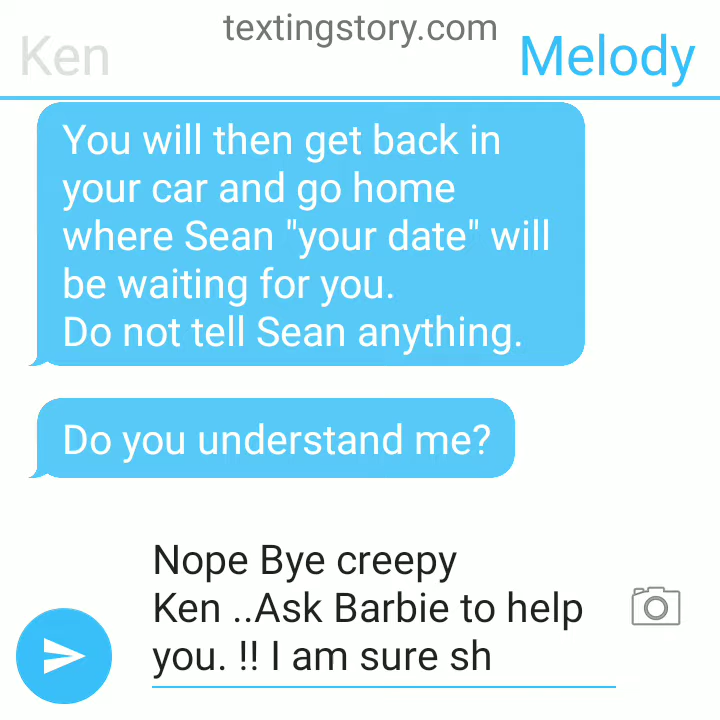 textingstory.com
Ken
Melody
You will then get back in
your car and go home
where Sean "your date" will
be waiting for you.
Do not tell Sean anything.
Do you understand me?
Nope Bye creepy
Ken ..Ask Barbie to help
you. !! I am sure sh